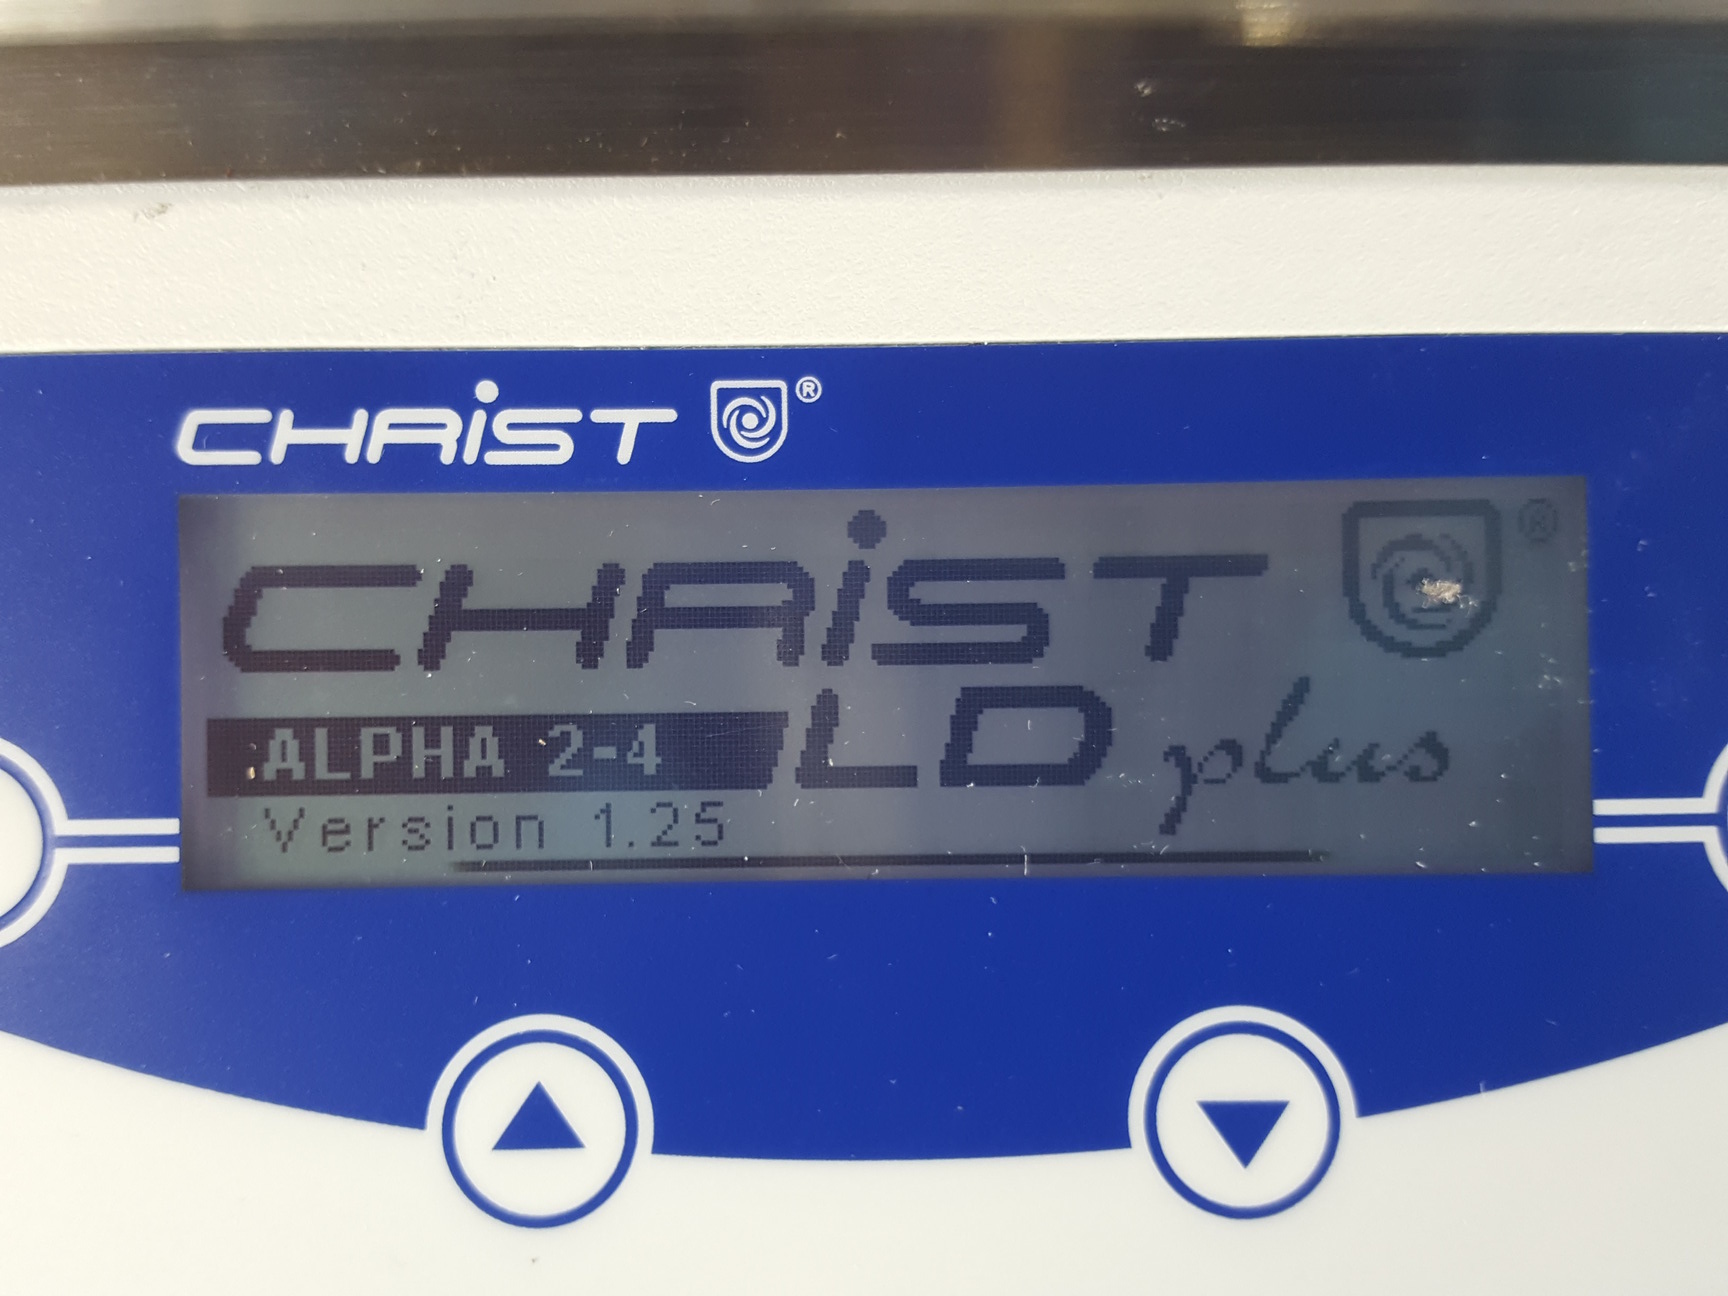 CHRiST ®
CHRiST ®
ALPHA 2-4 LD plus
Version 1.25